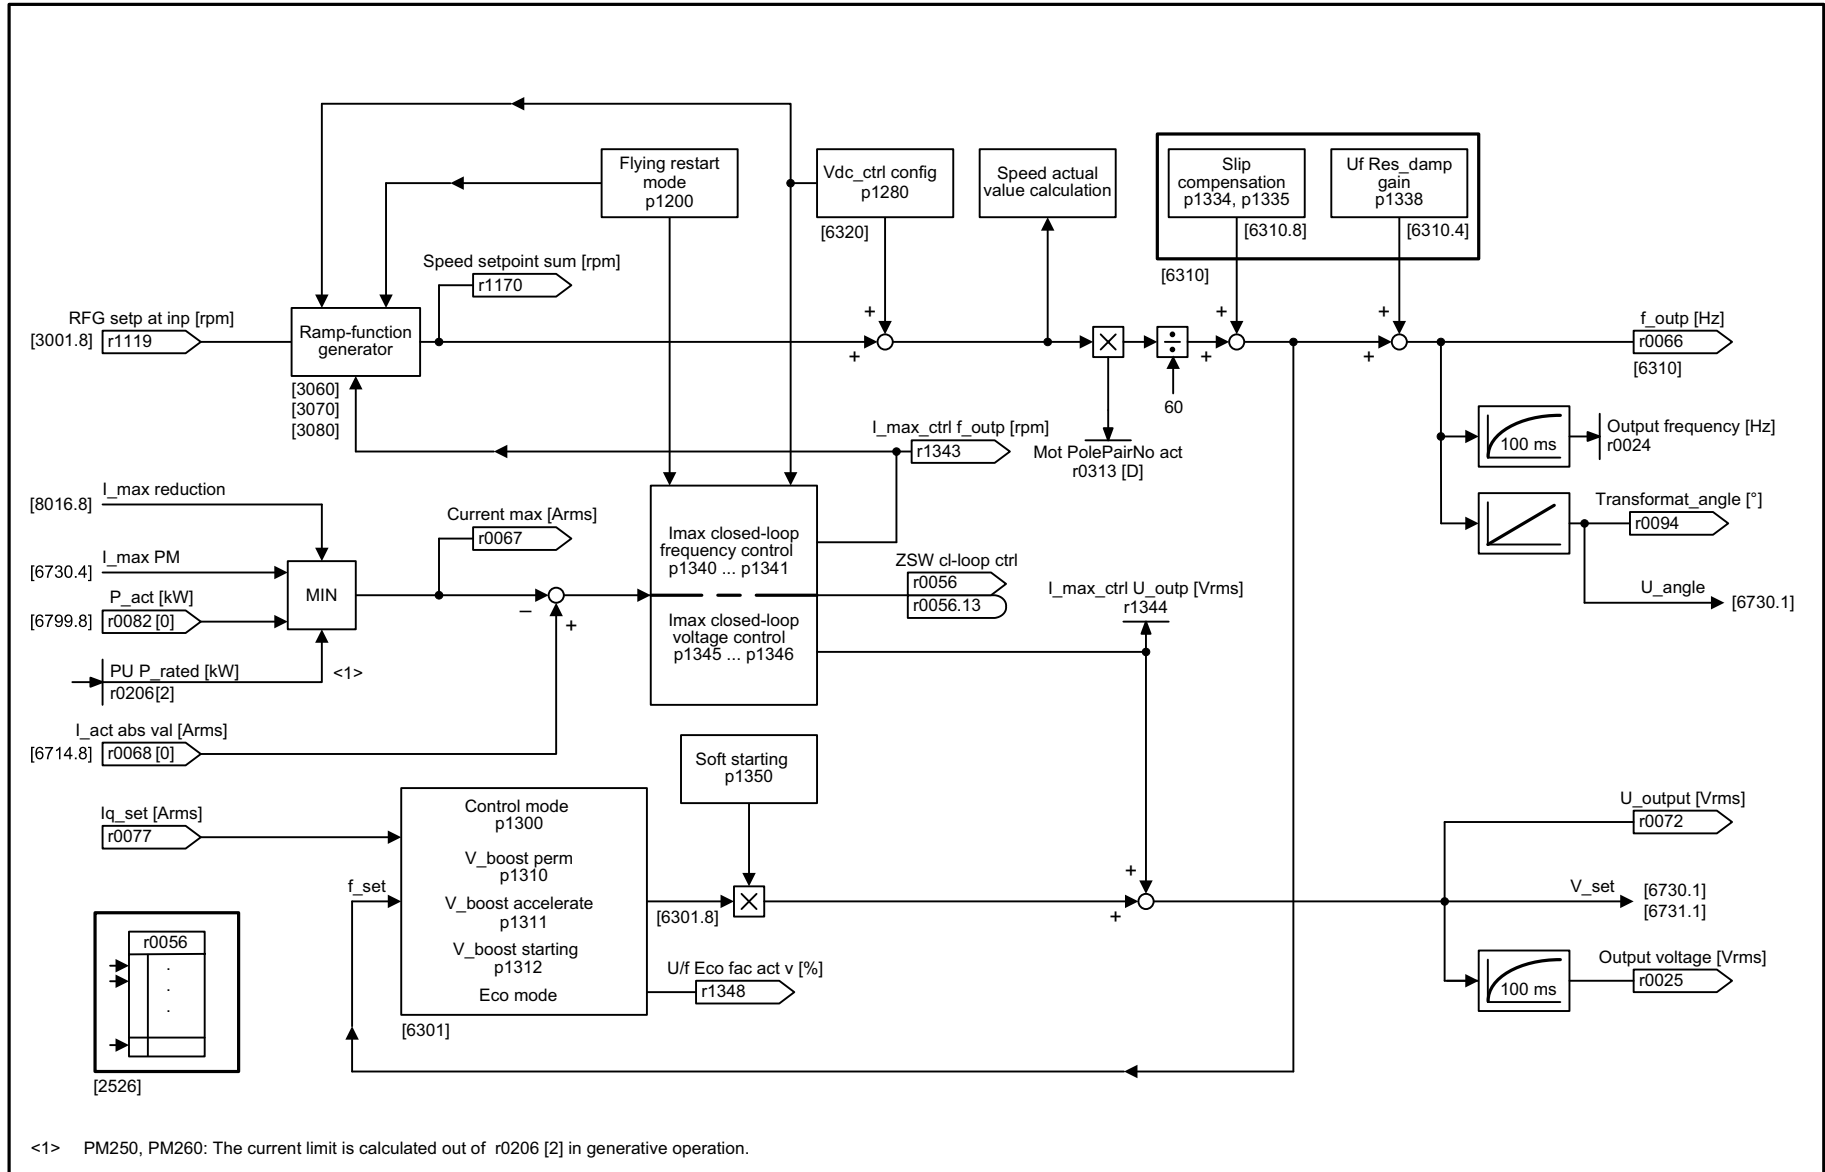 Flying restart
mode
p1200
Vdc_ctrl config
p1280
[6320]
Speed actual
value calculation
Slip
compensation
p1334, p1335
[6310.8]
Uf Res_damp
gain
p1338
[6310.4]
[6310]
Speed setpoint sum [rpm]
r1170
RFG setp at inp [rpm]
[3001.8] r1119
Ramp-function
generator
[3060]
[3070]
[3080]
+
+
×
÷
60
+
+
+
+
f_outp [Hz]
r0066
[6310]
100 ms
Output frequency [Hz]
r0024
Transformat_angle [°]
r0094
U_angle
[6730.1]
Mot PolePairNo act
r0313 [D]
I_max_ctrl f_outp [rpm]
r1343
I_max reduction
[8016.8]
I_max PM
[6730.4]
P_act [kW]
[6799.8] r0082 [0]
PU P_rated [kW]
r0206[2]
<1>
MIN
Current max [Arms]
r0067
–
+
I_act abs val [Arms]
[6714.8] r0068 [0]
Imax closed-loop
frequency control
p1340 ... p1341
Imax closed-loop
voltage control
p1345 ... p1346
ZSW cl-loop ctrl
r0056
r0056.13
I_max_ctrl U_outp [Vrms]
r1344
Soft starting
p1350
Iq_set [Arms]
r0077
f_set
Control mode
p1300
V_boost perm
p1310
V_boost accelerate
p1311
V_boost starting
p1312
Eco mode
[6301]
[6301.8]
×
U/f Eco fac act v [%]
r1348
+
+
U_output [Vrms]
r0072
V_set
[6730.1]
[6731.1]
100 ms
Output voltage [Vrms]
r0025
r0056
.
.
.
[2526]
<1> PM250, PM260: The current limit is calculated out of r0206 [2] in generative operation.